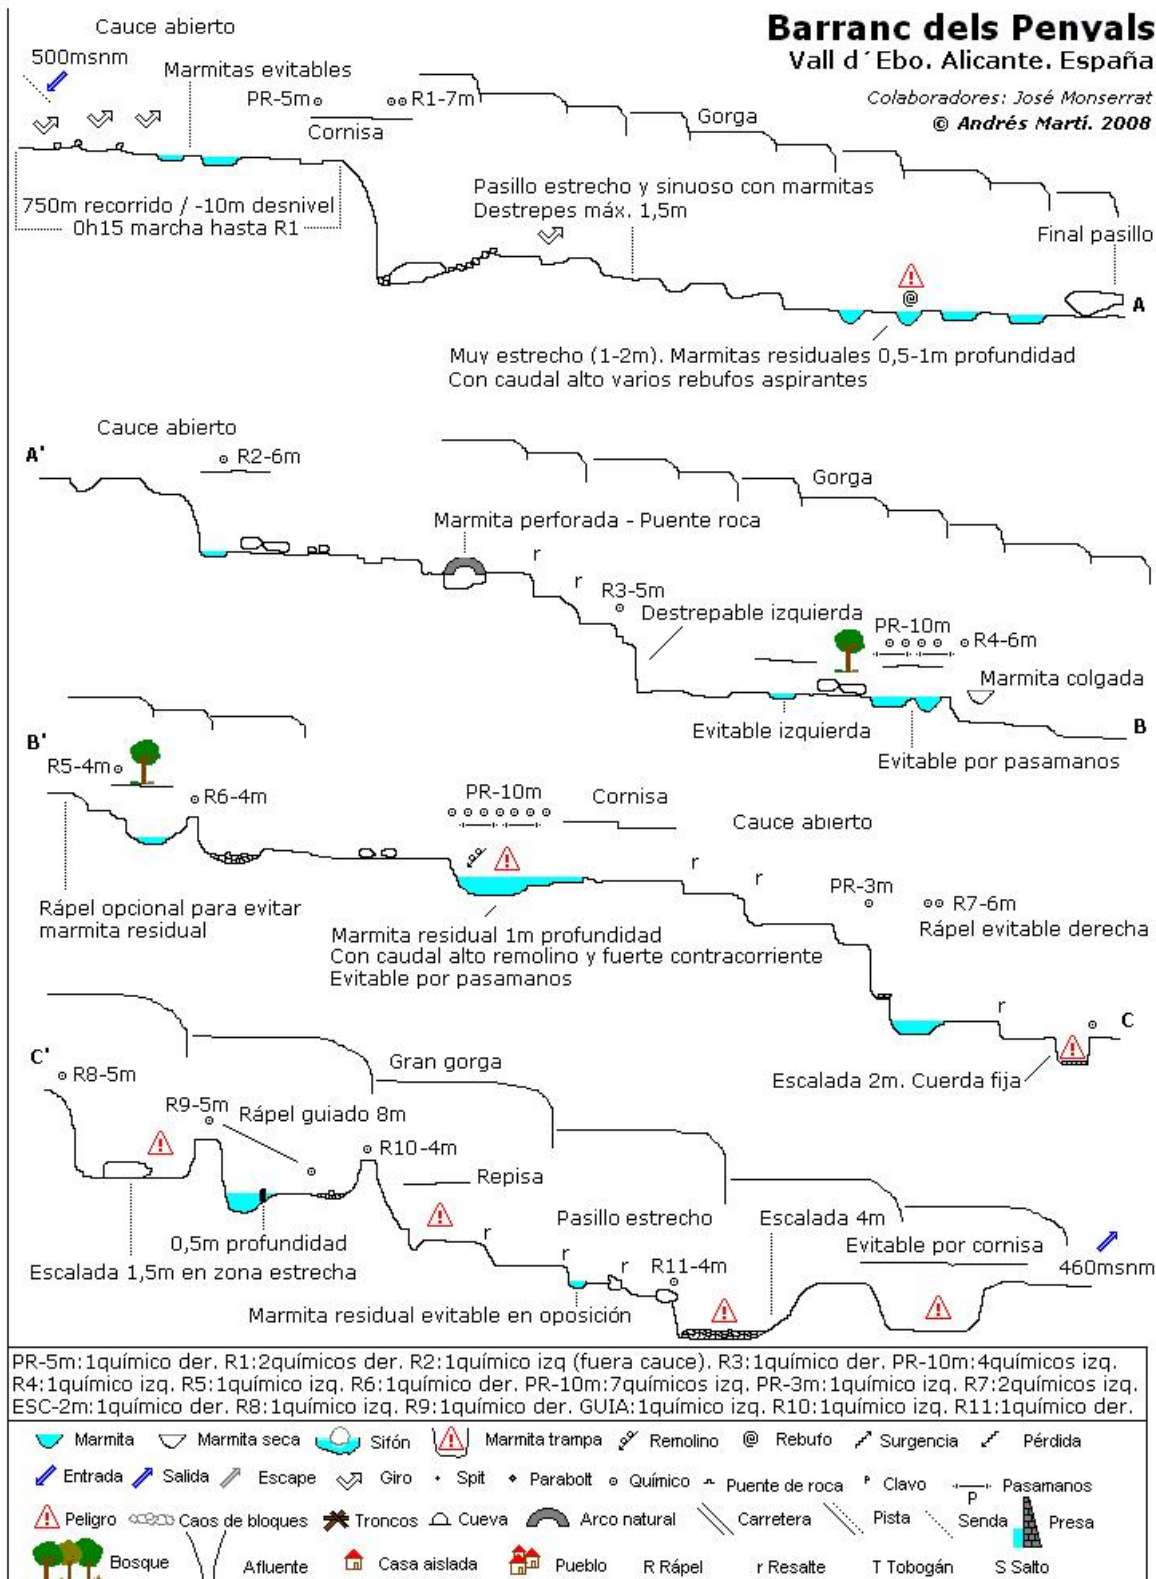 Barranc dels Penyals
Vall d´Ebo. Alicante. España
Colaboradores: José Monserrat
© Andrés Martí. 2008
Cauce abierto
500msnm
Marmitas evitables
PR-5m
R1-7m
Cornisa
Gorga
750m recorrido / -10m desnivel
0h15 marcha hasta R1
Pasillo estrecho y sinuoso con marmitas
Destrepes máx. 1,5m
Final pasillo
@
A
Muy estrecho (1-2m). Marmitas residuales 0,5-1m profundidad
Con caudal alto varios rebufos aspirantes
Cauce abierto
A'
R2-6m
Gorga
Marmita perforada - Puente roca
r
r
R3-5m
Destrepable izquierda
PR-10m
R4-6m
Marmita colgada
Evitable izquierda
B
Evitable por pasamanos
B'
R5-4m
R6-4m
PR-10m
Cornisa
Cauce abierto
r
r
PR-3m
R7-6m
Rápel evitable derecha
Rápel opcional para evitar
marmita residual
Marmita residual 1m profundidad
Con caudal alto remolino y fuerte contracorriente
Evitable por pasamanos
r
C
Escalada 2m. Cuerda fija
C'
R8-5m
Gran gorga
R9-5m
Rápel guiado 8m
R10-4m
Repisa
0,5m profundidad
Escalada 1,5m en zona estrecha
r
Pasillo estrecho
Escalada 4m
Evitable por cornisa
460msnm
r
r
R11-4m
Marmita residual evitable en oposición
PR-5m:1químico der. R1:2químicos der. R2:1químico izq (fuera cauce). R3:1químico der. PR-10m:4químicos izq.
R4:1químico izq. R5:1químico izq. R6:1químico der. PR-10m:7químicos izq. PR-3m:1químico izq. R7:2químicos izq.
ESC-2m:1químico der. R8:1químico izq. R9:1químico der. GUIA:1químico izq. R10:1químico izq. R11:1químico der.
Marmita Marmita seca Sifón Marmita trampa Remolino @ Rebufo Surgencia Pérdida
Entrada Salida Escape Giro Spit Parabolt Químico Puente de roca P Clavo P Pasamanos
Peligro Caos de bloques Troncos Cueva Arco natural Carretera Pista Senda Presa
Bosque Afluente Casa aislada Pueblo R Rápel r Resalte T Tobogán S Salto